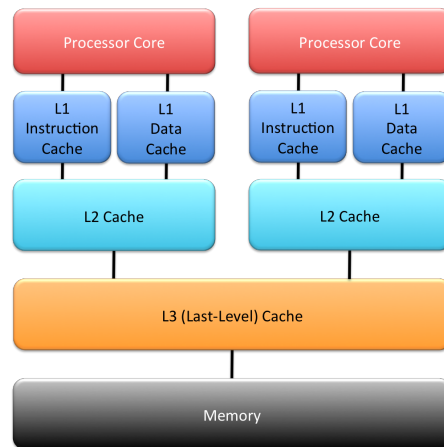 Processor Core
Processor Core
L1
Instruction
Cache
L1
Data
Cache
L1
Instruction
Cache
L1
Data
Cache
L2 Cache
L2 Cache
L3 (Last-Level) Cache
Memory